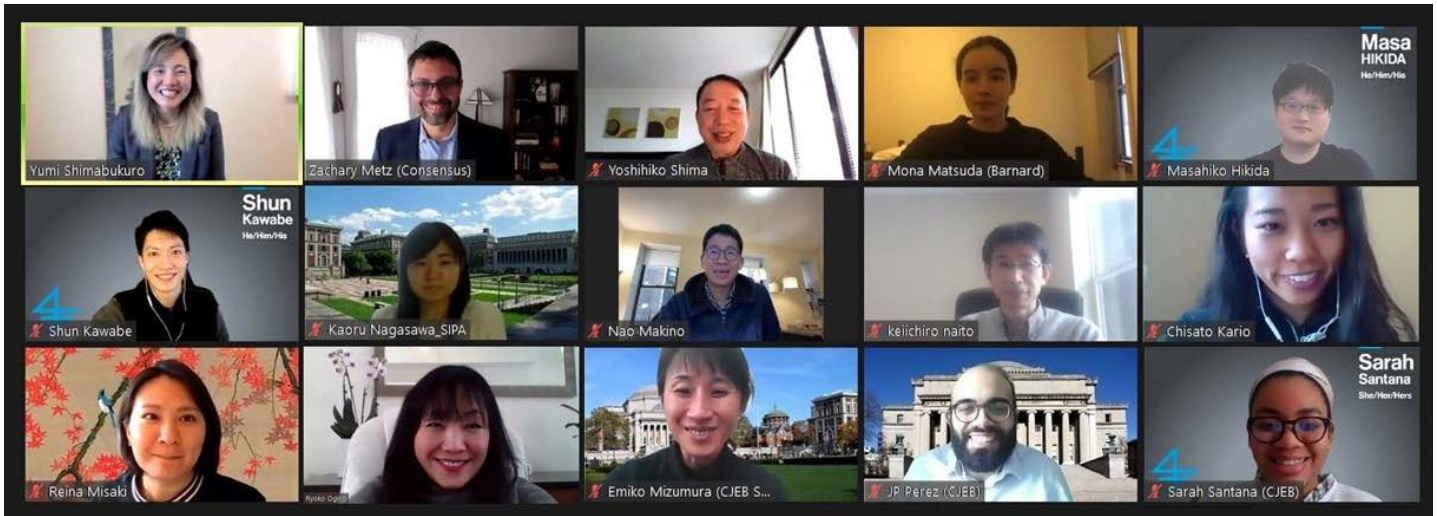 Yumi Shimabukuro
Zachary Metz (Consensus)
Yoshihiko Shima
Mona Matsuda (Barnard)
Masa
HIKIDA
He/Him/His
Masahiko Hikida
Shun
Kawabe
He/Him/His
Shun Kawabe
Kaoru Nagasawa_SIPA
Nao Makino
keiichiro naito
Chisato Kario
Reina Misaki
Ryoko Ogino
Emiko Mizumura (CJEB S...
JP Perez (CJEB)
Sarah
Santana
She/Her/Hers
Sarah Santana (CJEB)